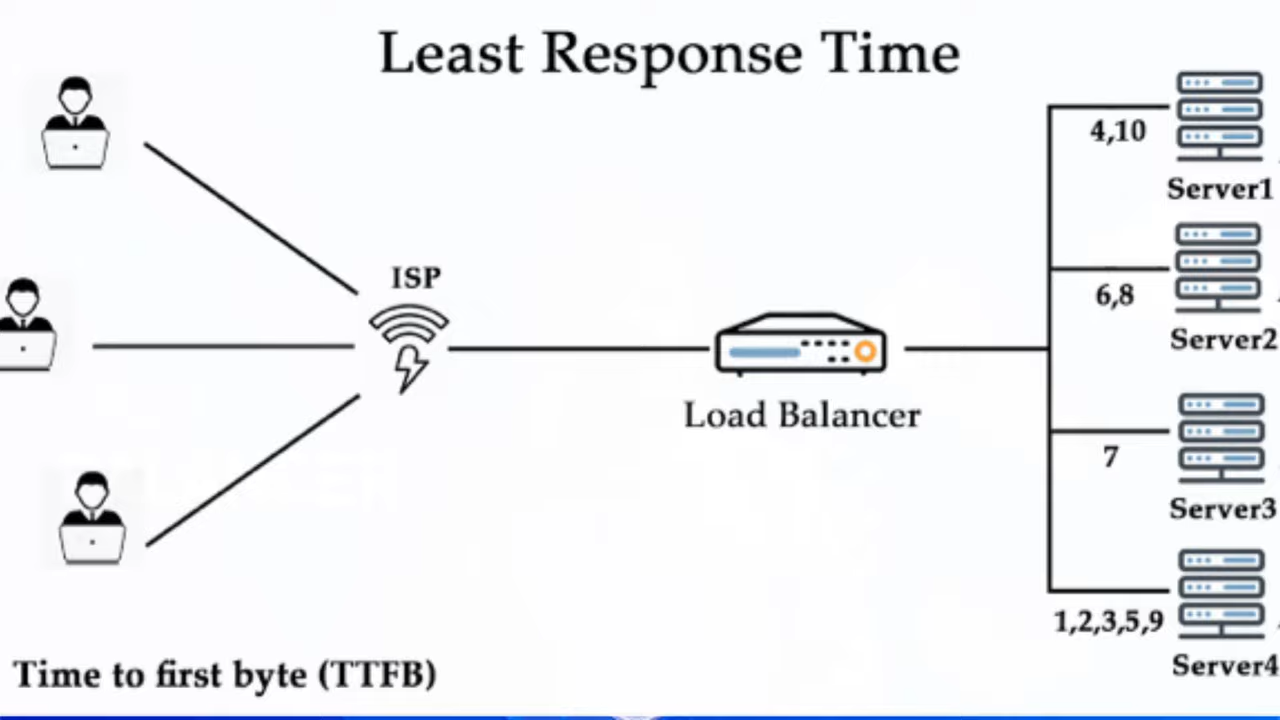 Least Response Time
4,10
Server1
ISP
6,8
Server2
Load Balancer
7
Server3
1,2,3,5,9
Server4
Time to first byte (TTFB)